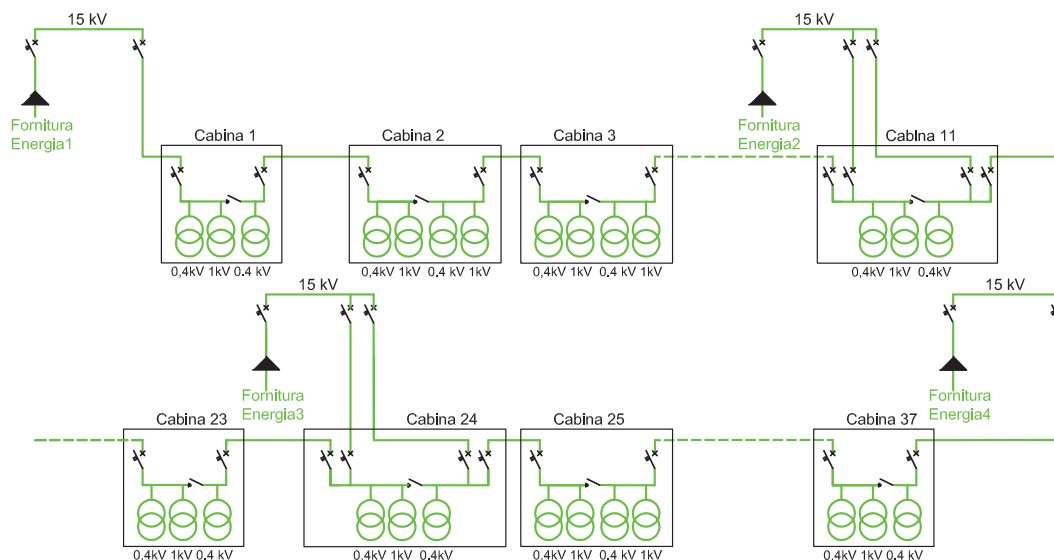 15 kV
15 kV
Fornitura
Energia1
Fornitura
Energia2
Cabina 1
Cabina 2
Cabina 3
Cabina 11
0,4kV 1kV 0.4 kV
0,4kV 1kV 0,4 kV 1kV
0,4kV 1kV 0,4 kV 1kV
0,4kV 1kV 0,4kV
15 kV
15 kV
Fornitura
Energia3
Fornitura
Energia4
Cabina 23
Cabina 24
Cabina 25
Cabina 37
0,4kV 1kV 0,4 kV
0,4kV 1kV 0,4kV
0,4kV 1kV 0,4 kV 1kV
0,4kV 1kV 0,4 kV